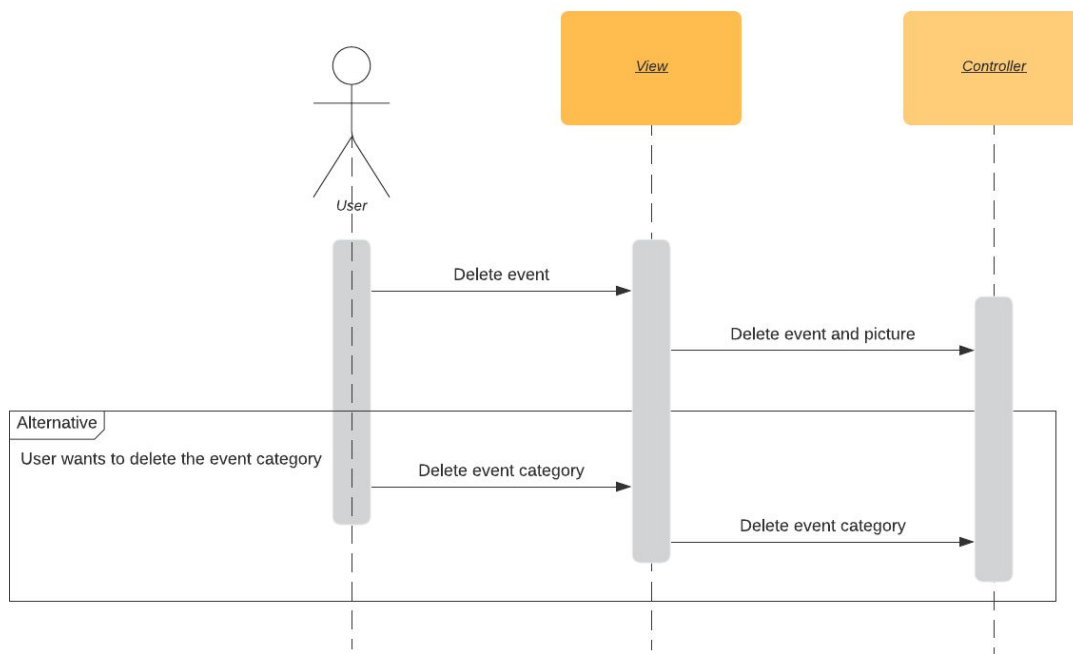 View
Controller
User
Delete event
Delete event and picture
Alternative
User wants to delete the event category
Delete event category
Delete event category